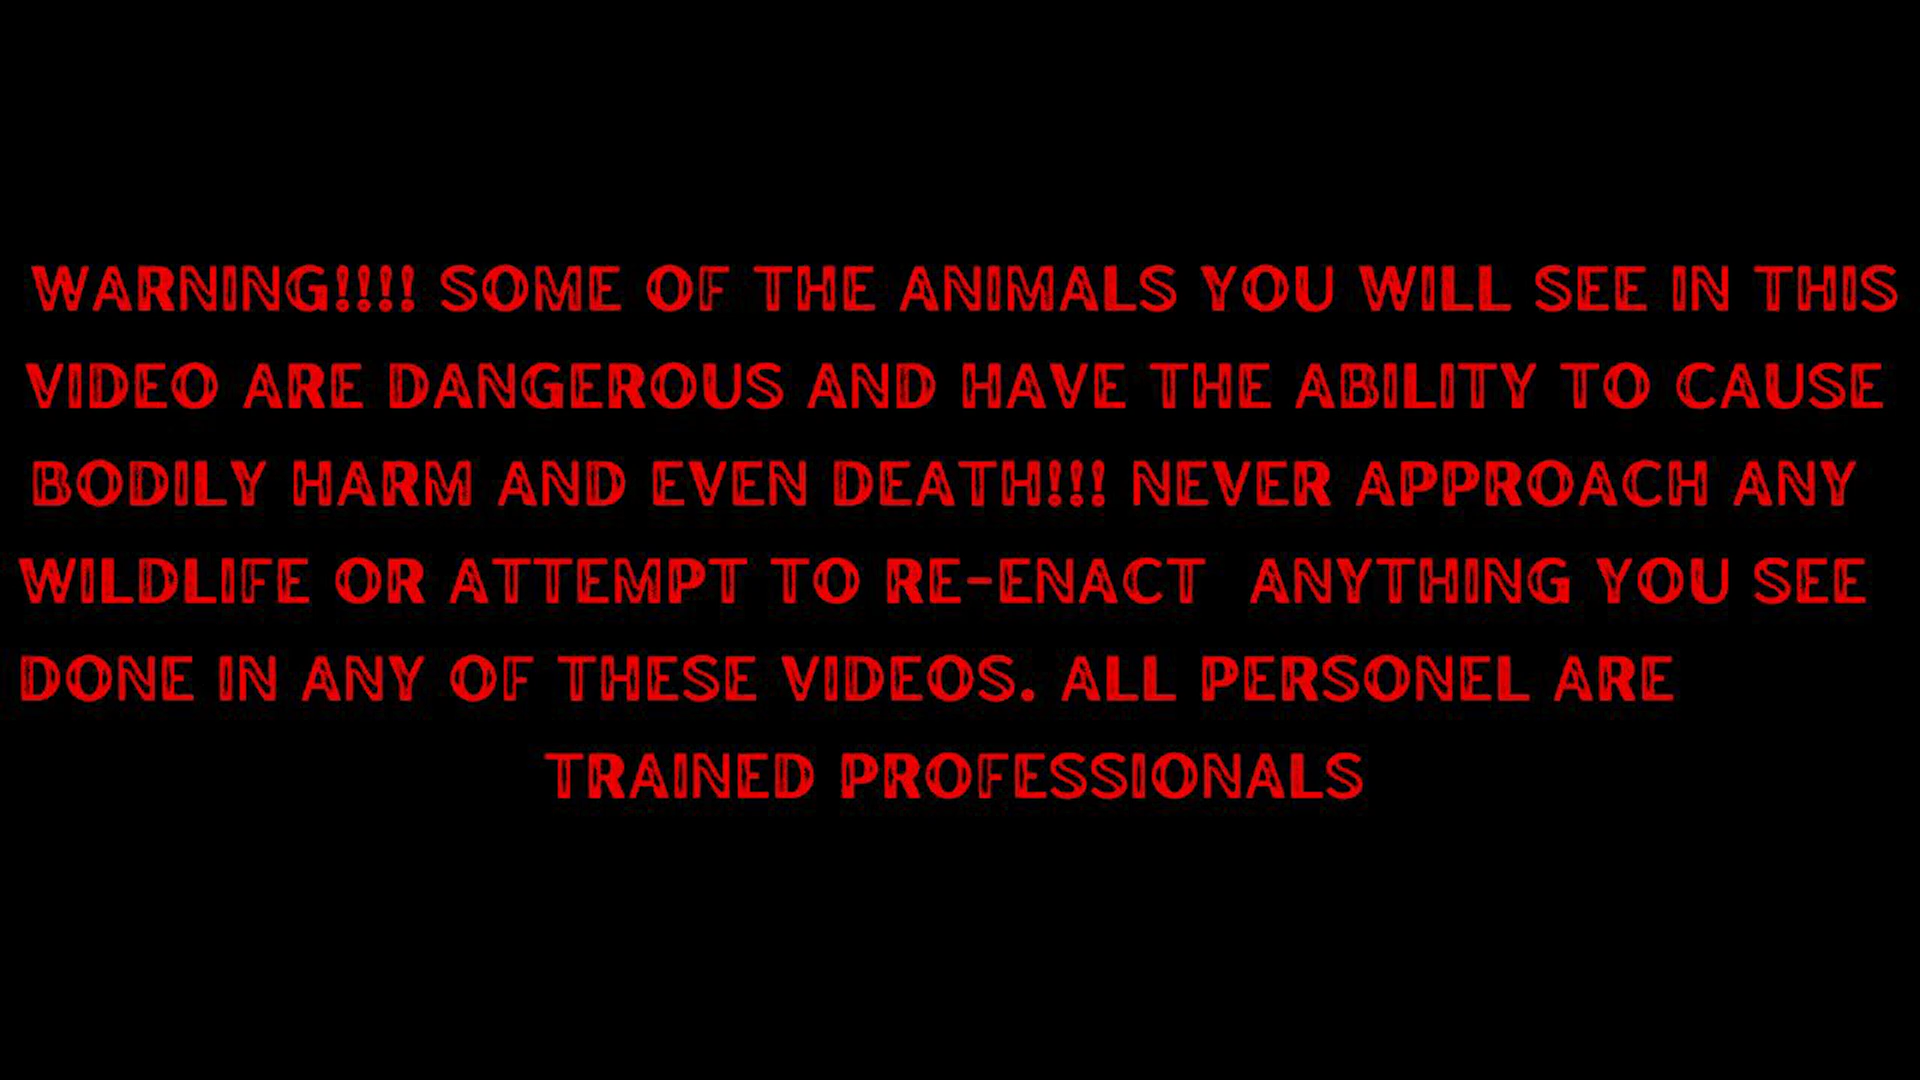 WARNING!!!! SOME OF THE ANIMALS YOU WILL SEE IN THIS
VIDEO ARE DANGEROUS AND HAVE THE ABILITY TO CAUSE
BODILY HARM AND EVEN DEATH!!! NEVER APPROACH ANY
WILDLIFE OR ATTEMPT TO RE-ENACT ANYTHING YOU SEE
DONE IN ANY OF THESE VIDEOS. ALL PERSONEL ARE
TRAINED PROFESSIONALS